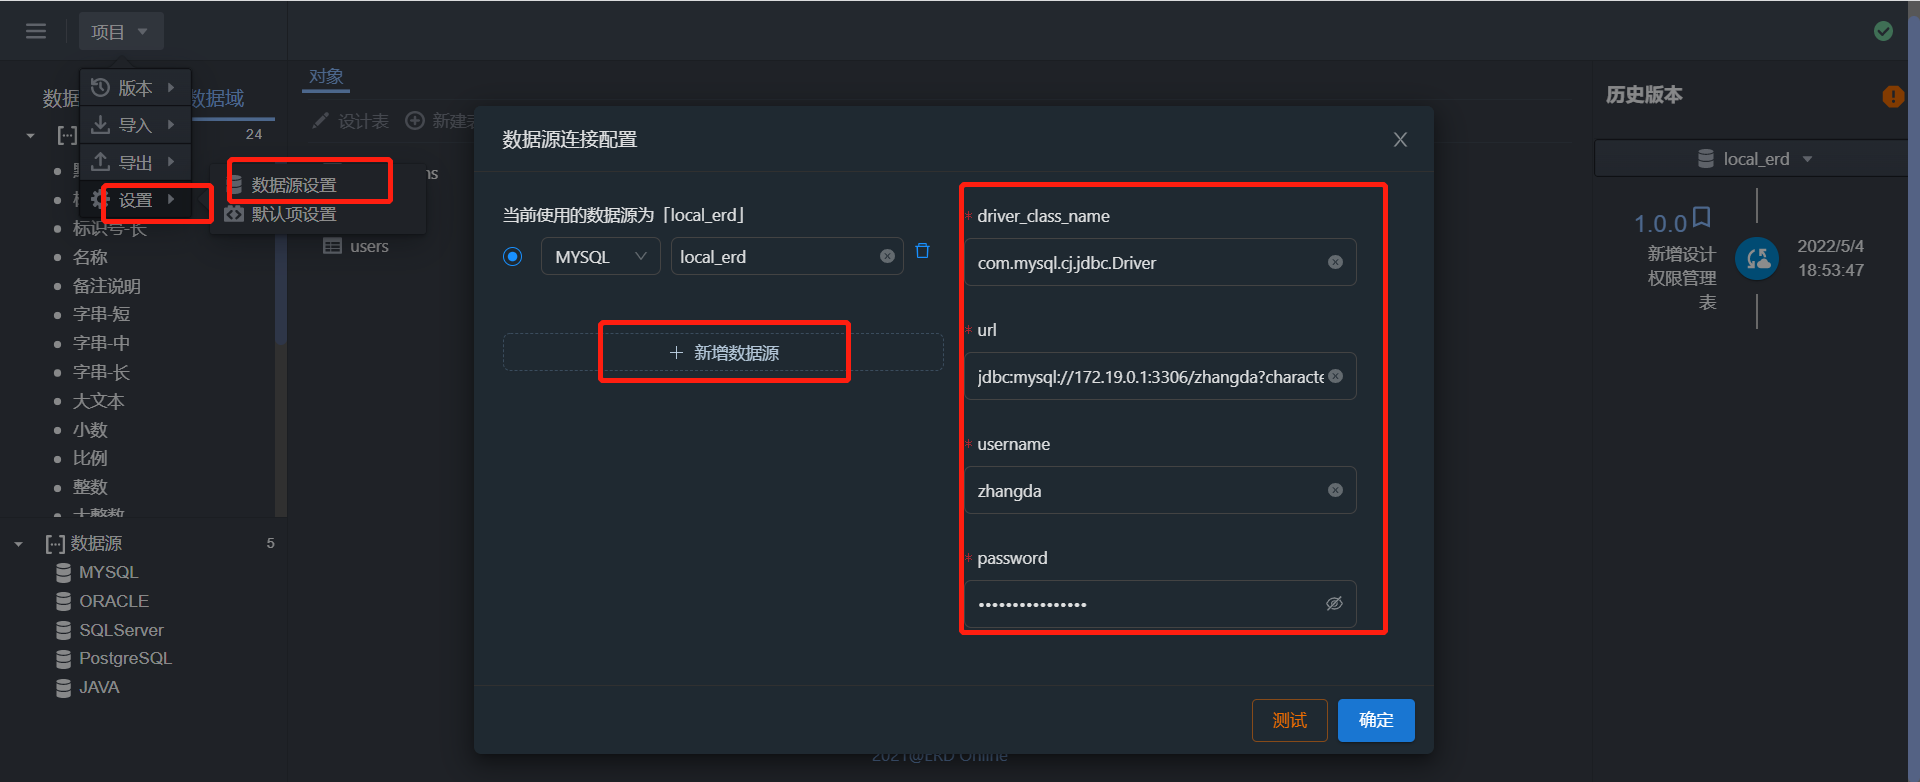 项目
版本
导入
导出
设置
数据源设置
默认项设置
数据域
24
标识号-长
名称
备注说明
字串-短
字串-中
字串-长
大文本
小数
比例
整数
大整数
数据源
5
MYSQL
ORACLE
SQLServer
PostgreSQL
JAVA
对象
设计表
新建表
users
数据源连接配置
当前使用的数据源为「local_erd」
MYSQL
local_erd
+ 新增数据源
* driver_class_name
com.mysql.cj.jdbc.Driver
* url
jdbc:mysql://172.19.0.1:3306/zhangda?characte
* username
zhangda
* password
••••••••••••••••
测试
确定
2021@ERD Online
历史版本
local_erd
1.0.0
新增设计
权限管理
表
2022/5/4
18:53:47